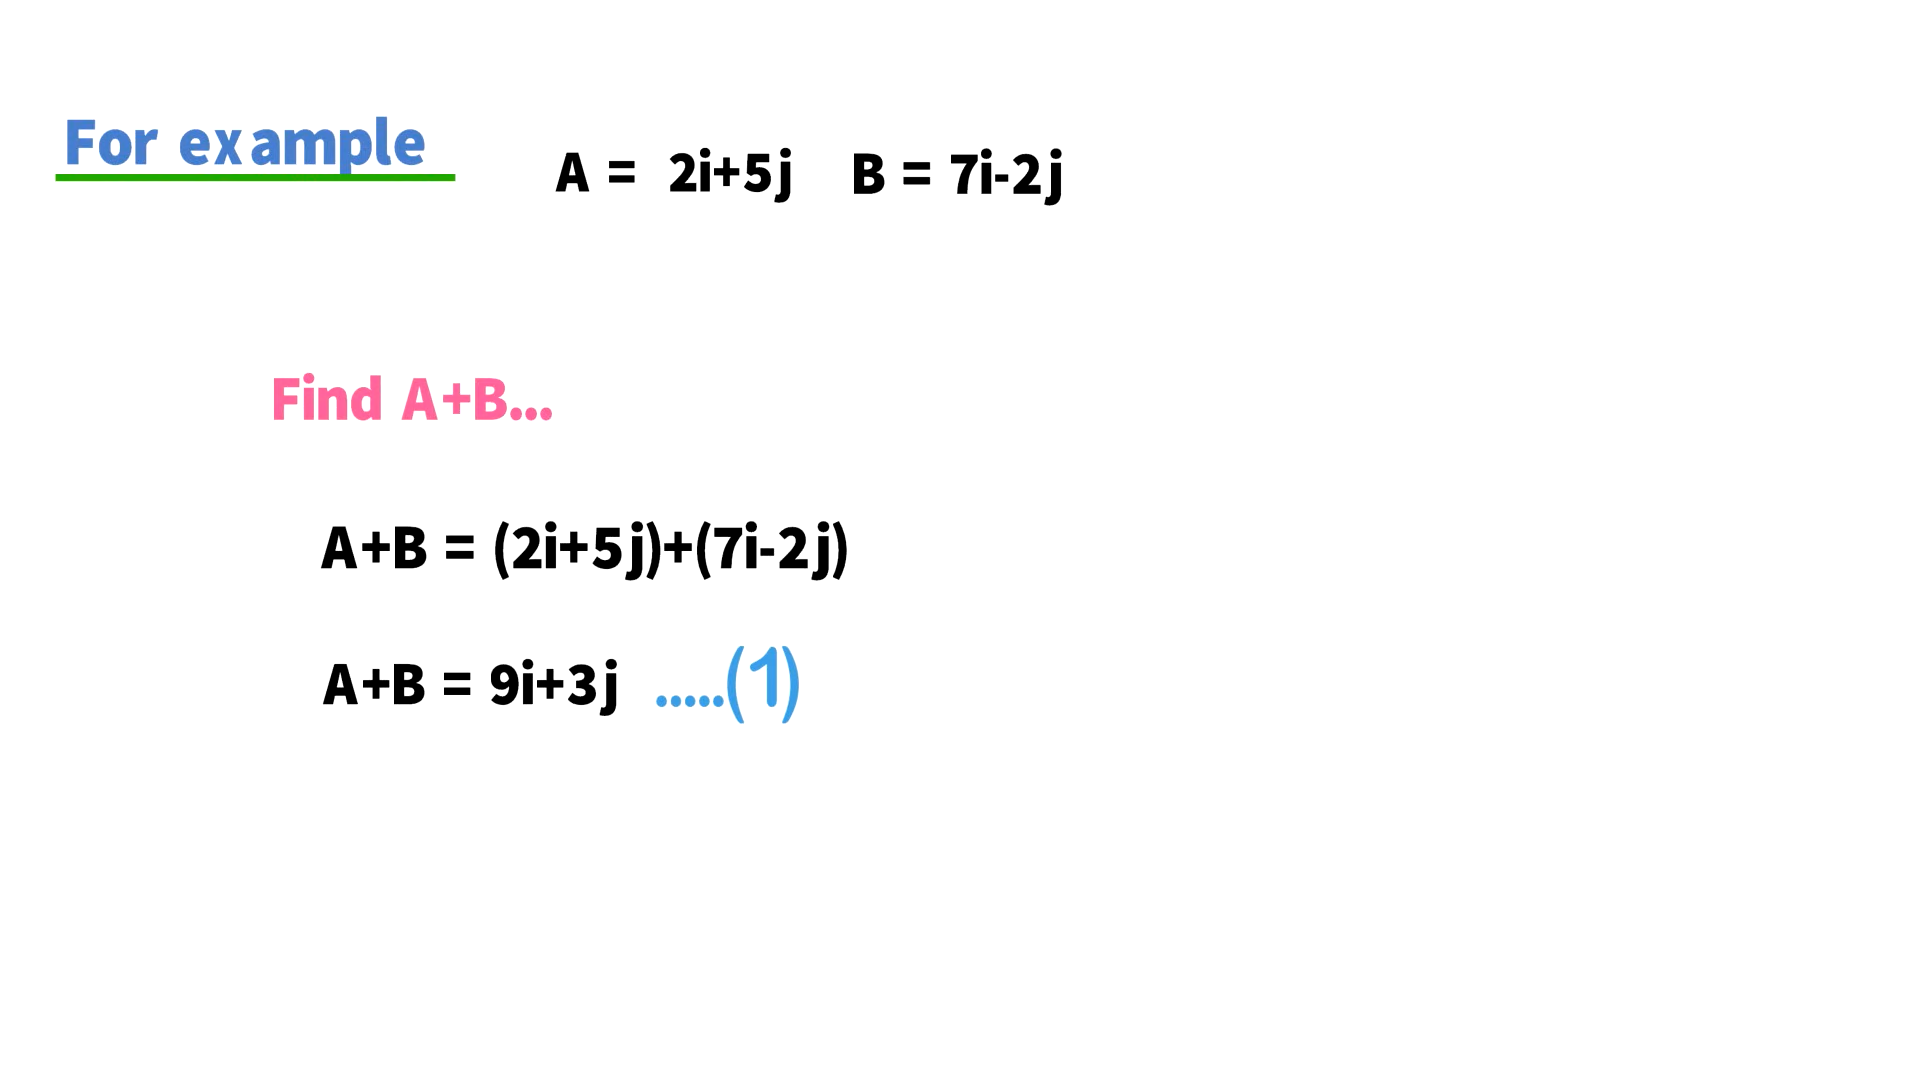 For example
A = 2i+5j B = 7i-2j
Find A+B...
A+B = (2i+5j)+(7i-2j)
A+B = 9i+3j .....(1)